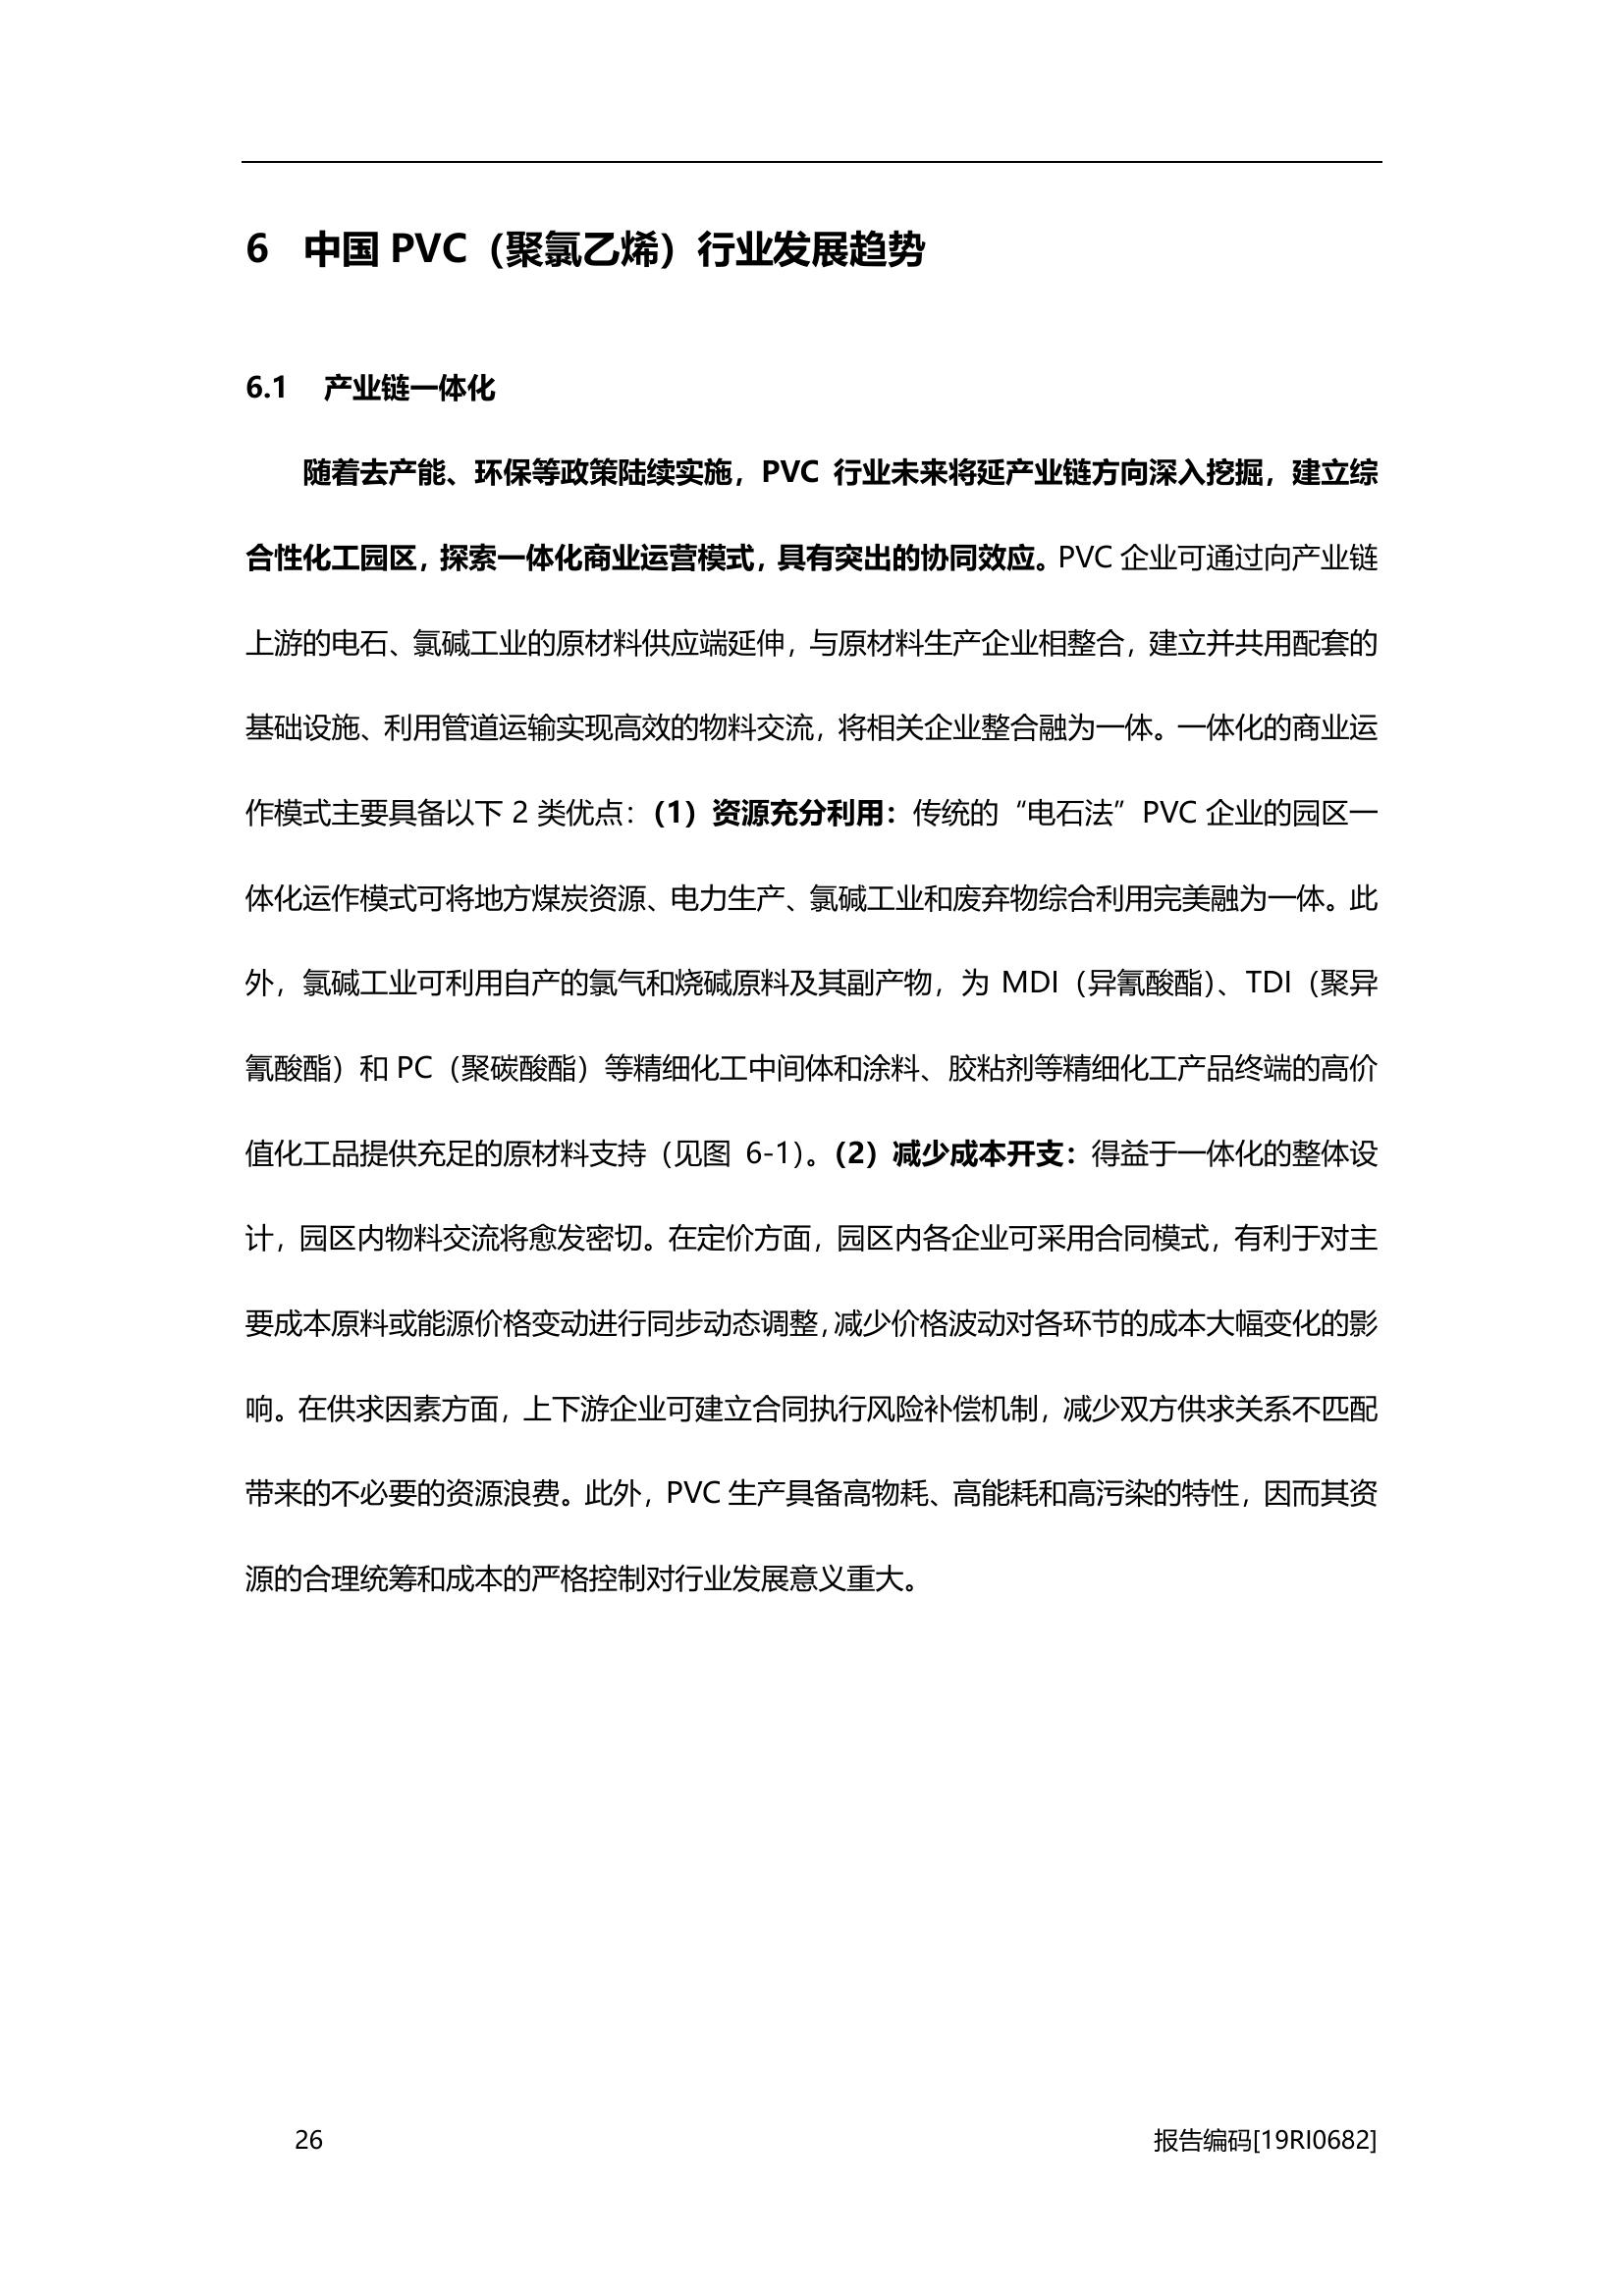 6 中国 PVC（聚氯乙烯）行业发展趋势
6.1 产业链一体化
随着去产能、环保等政策陆续实施，PVC 行业未来将延产业链方向深入挖掘，建立综
合性化工园区，探索一体化商业运营模式，具有突出的协同效应。PVC 企业可通过向产业链
上游的电石、氯碱工业的原材料供应端延伸，与原材料生产企业相整合，建立并共用配套的
基础设施、利用管道运输实现高效的物料交流，将相关企业整合融为一体。一体化的商业运
作模式主要具备以下 2 类优点：（1）资源充分利用：传统的“电石法”PVC 企业的园区一
体化运作模式可将地方煤炭资源、电力生产、氯碱工业和废弃物综合利用完美融为一体。此
外，氯碱工业可利用自产的氯气和烧碱原料及其副产物，为 MDI（异氰酸酯）、TDI（聚异
氰酸酯）和 PC（聚碳酸酯）等精细化工中间体和涂料、胶粘剂等精细化工产品终端的高价
值化工品提供充足的原材料支持（见图 6-1）。（2）减少成本开支：得益于一体化的整体设
计，园区内物料交流将愈发密切。在定价方面，园区内各企业可采用合同模式，有利于对主
要成本原料或能源价格变动进行同步动态调整，减少价格波动对各环节的成本大幅变化的影
响。在供求因素方面，上下游企业可建立合同执行风险补偿机制，减少双方供求关系不匹配
带来的不必要的资源浪费。此外，PVC 生产具备高物耗、高能耗和高污染的特性，因而其资
源的合理统筹和成本的严格控制对行业发展意义重大。
26
报告编码[19RI0682]